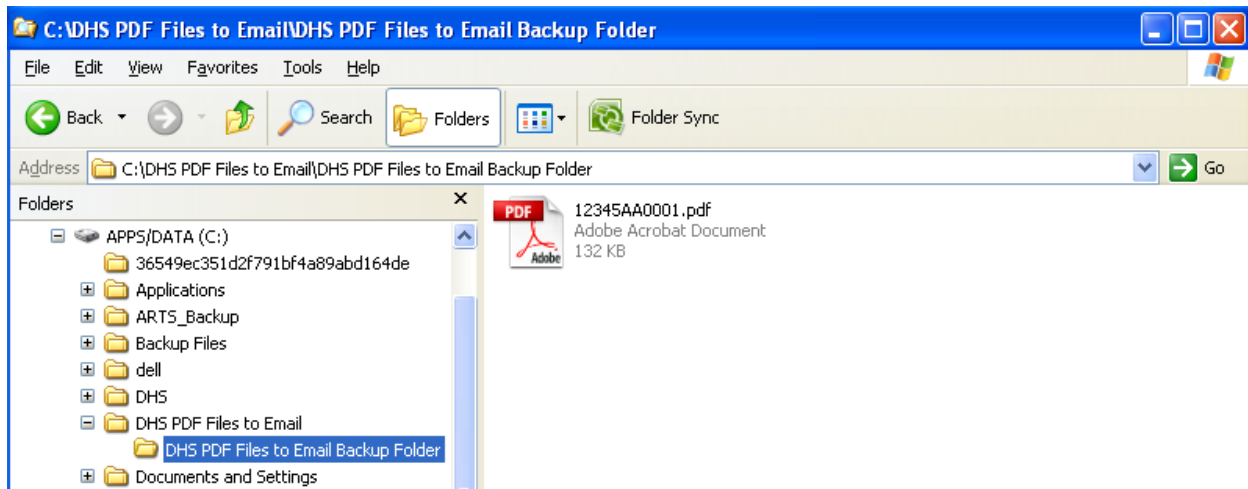 C:\DHS PDF Files to Email\DHS PDF Files to Email Backup Folder
File Edit View Favorites Tools Help
Back Search Folders Folder Sync
Address C:\DHS PDF Files to Email\DHS PDF Files to Email Backup Folder Go
Folders
APPS/DATA (C:)
36549ec351d2f791bf4a89abd164de
Applications
ARTS_Backup
Backup Files
dell
DHS
DHS PDF Files to Email
DHS PDF Files to Email Backup Folder
Documents and Settings
PDF
Adobe
12345AA0001.pdf
Adobe Acrobat Document
132 KB